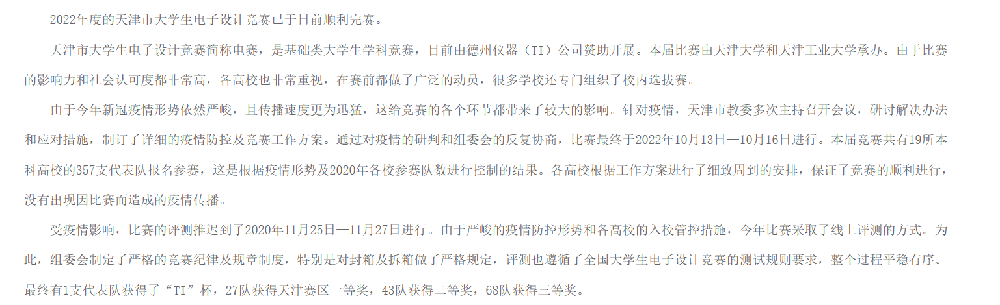 2022年度的天津市大学生电子设计竞赛已于日前顺利完赛。
天津市大学生电子设计竞赛简称电赛，是基础类大学生学科竞赛，目前由德州仪器（TI）公司赞助开展。本届比赛由天津大学和天津工业大学承办。由于比赛
的影响力和社会认可度都非常高，各高校也非常重视，在赛前都做了广泛的动员，很多学校还专门组织了校内选拔赛。
由于今年新冠疫情形势依然严峻，且传播速度更为迅猛，这给竞赛的各个环节都带来了较大的影响。针对疫情，天津市教委多次主持召开会议，研讨解决办法
和应对措施，制订了详细的疫情防控及竞赛工作方案。通过对疫情的研判和组委会的反复协商，比赛最终于2022年10月13日—10月16日进行。本届竞赛共有19所本
科高校的357支代表队报名参赛，这是根据疫情形势及2020年各校参赛队数进行控制的结果。各高校根据工作方案进行了细致周到的安排，保证了竞赛的顺利进行，
没有出现因比赛而造成的疫情传播。
受疫情影响，比赛的评测推迟到了2020年11月25日—11月27日进行。由于严峻的疫情防控形势和各高校的入校管控措施，今年比赛采取了线上评测的方式。为
此，组委会制定了严格的竞赛纪律及规章制度，特别是对封箱及拆箱做了严格规定，评测也遵循了全国大学生电子设计竞赛的测试规则要求，整个过程平稳有序。
最终有1支代表队获得了“TI”杯，27队获得天津赛区一等奖，43队获得二等奖，68队获得三等奖。